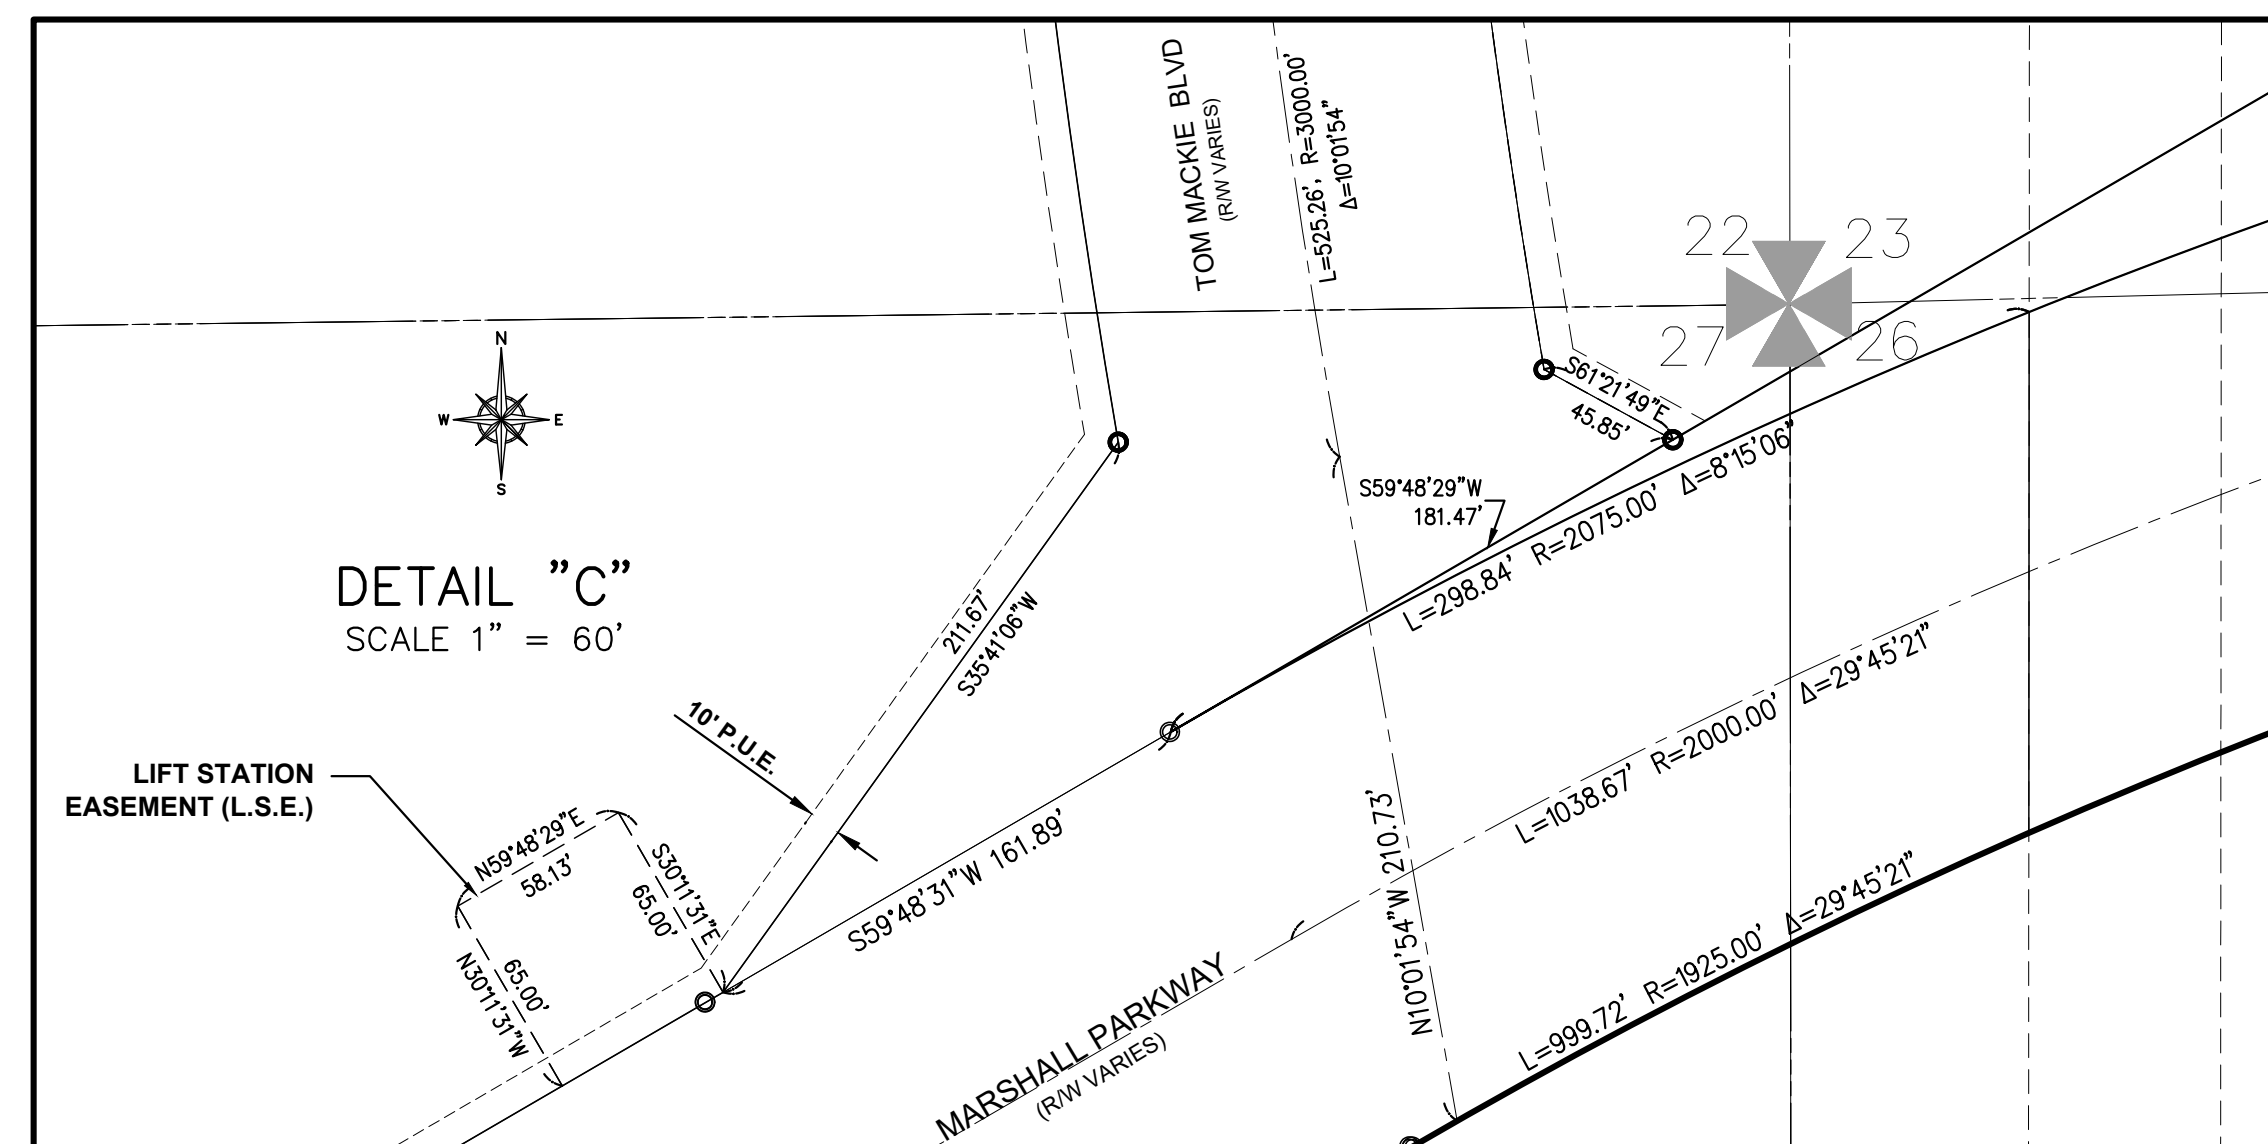 TOM MACKIE BLVD
(R/W VARIES)
L=525.26', R=3000.00'
Δ=10°01'54"
22
23
27
26
N
W
E
S
S61°21'49"E
45.85'
S59°48'29"W
181.47'
L=298.84' R=2075.00' Δ=8°15'06"
DETAIL "C"
SCALE 1" = 60'
211.67'
S35°41'06"W
10' P.U.E.
LIFT STATION
EASEMENT (L.S.E.)
N59°48'29"E
58.13'
S30°11'31"E
65.00'
65.00'
N30°11'31"W
S59°48'31"W 161.89'
L=1038.67' R=2000.00' Δ=29°45'21"
N10°01'54"W 210.73'
L=999.72' R=1925.00' Δ=29°45'21"
MARSHALL PARKWAY
(R/W VARIES)